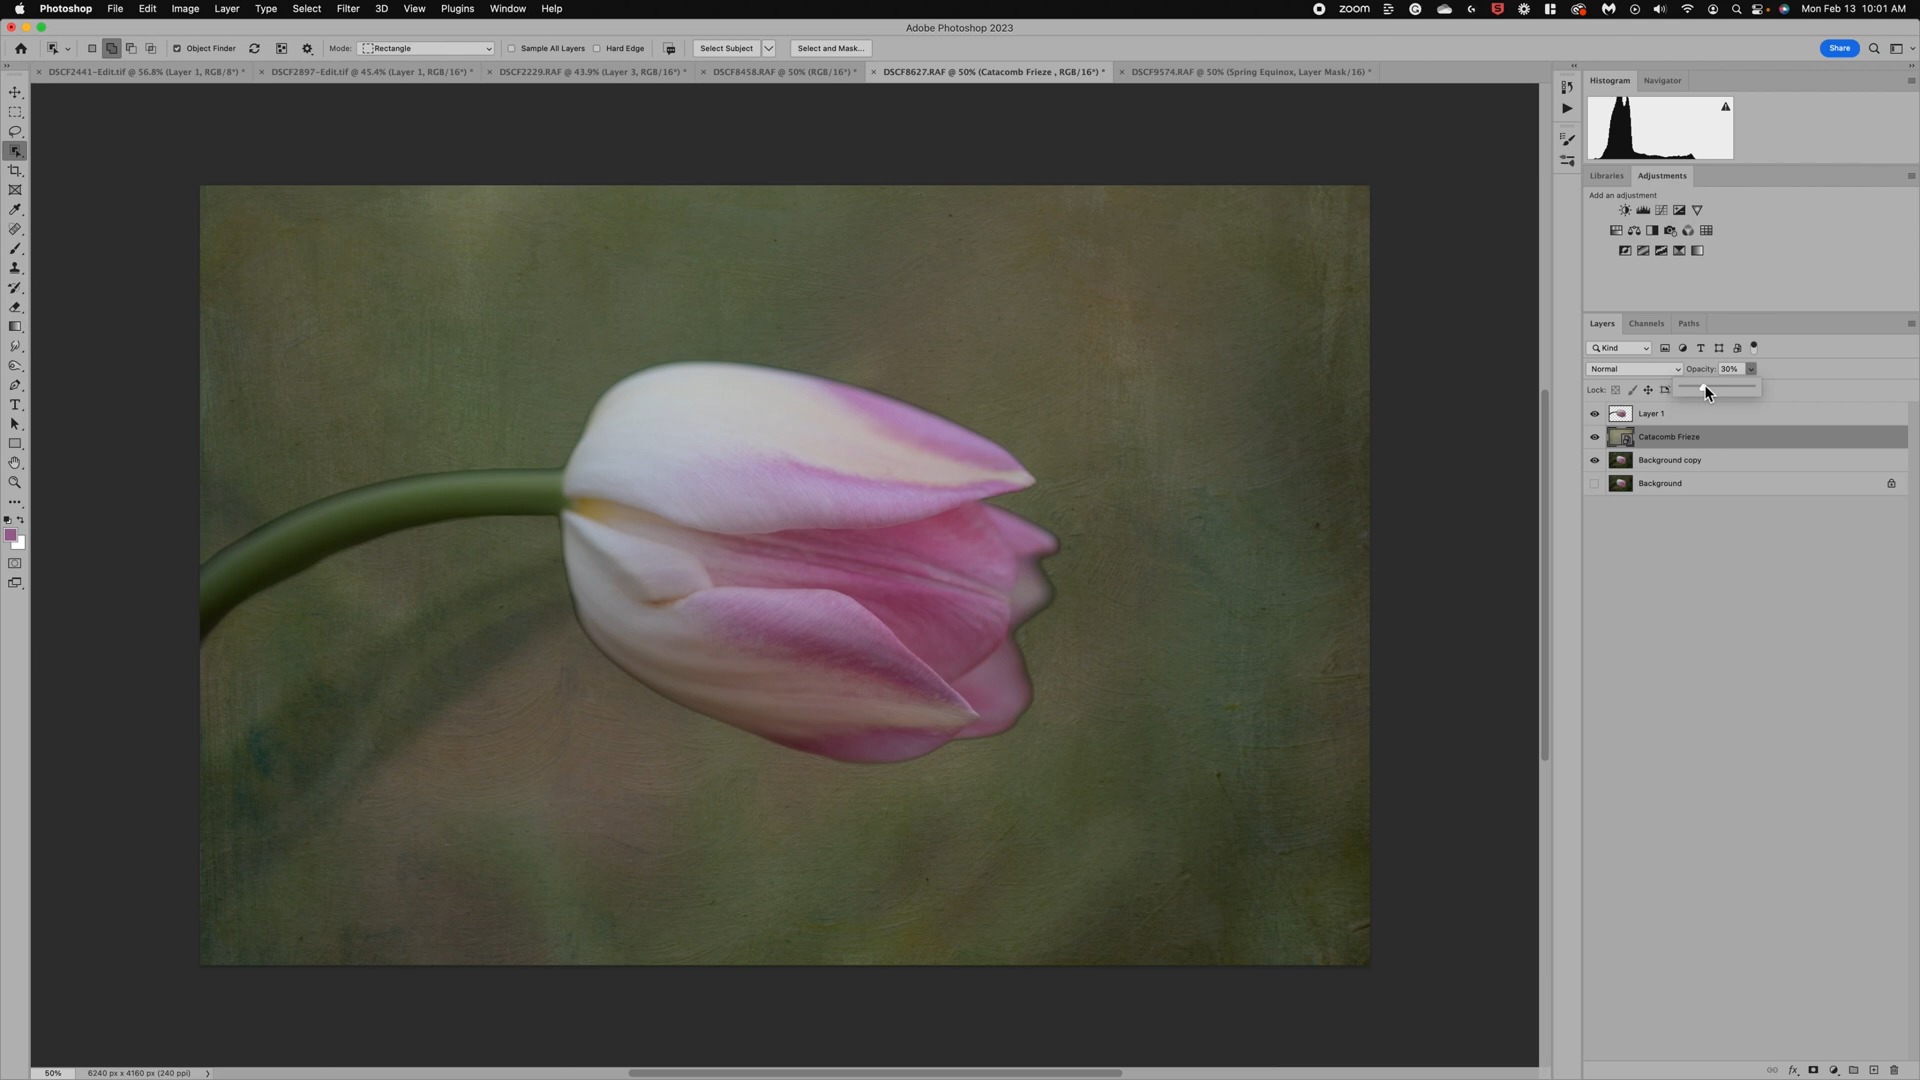 Photoshop File Edit Image Layer Type Select Filter 3D View Plugins Window Help zoom Mon Feb 13 10:01 AM
Adobe Photoshop 2023
Object Finder Mode: Rectangle Sample All Layers Hard Edge Select Subject Select and Mask... Share
DSCF2441-Edit.tif @ 56.8% (Layer 1, RGB/8*) * DSCF2897-Edit.tif @ 45.4% (Layer 1, RGB/16*) * DSCF2229.RAF @ 43.9% (Layer 3, RGB/16*) * DSCF8458.RAF @ 50% (RGB/16*) * DSCF8627.RAF @ 50% (Catacomb Frieze , RGB/16*) * DSCF9574.RAF @ 50% (Spring Equinox, Layer Mask/16) *
Histogram Navigator
Libraries Adjustments
Add an adjustment
Layers Channels Paths
Kind
Normal Opacity: 30%
Lock:
Layer 1
Catacomb Frieze
Background copy
Background
50% 6240 px x 4160 px (240 ppi)